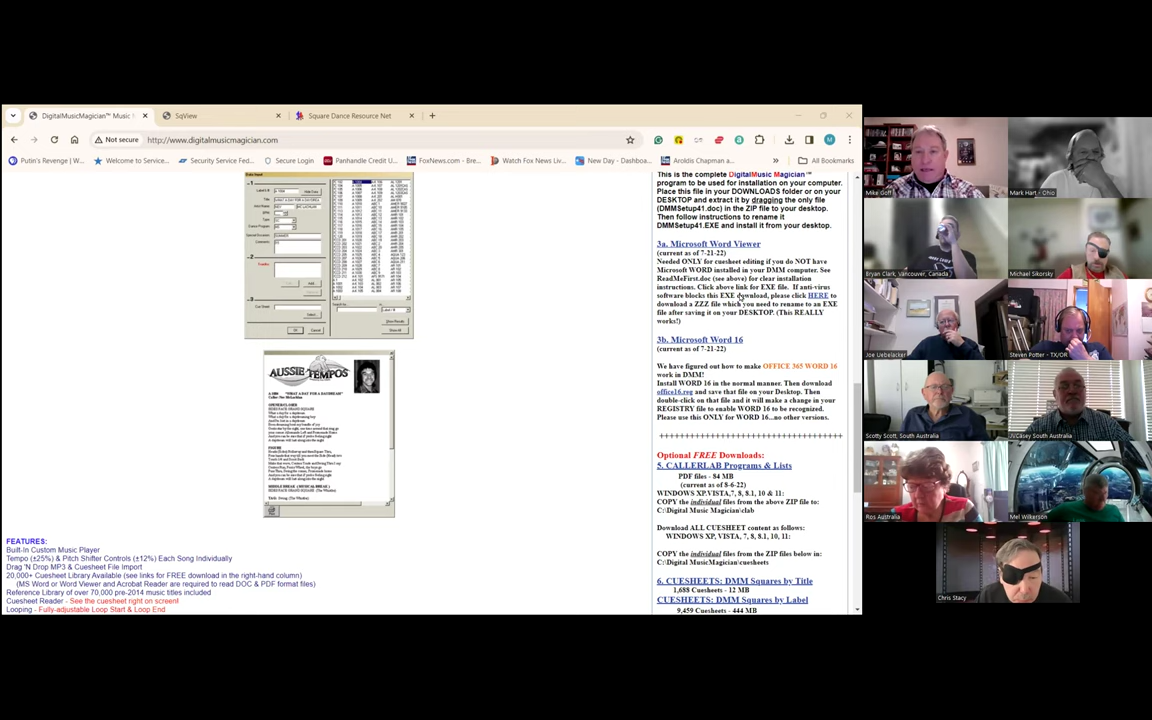 DigitalMusicMagician™ Music M
SqView
Square Dance Resource Net
Not secure
http://www.digitalmusicmagician.com
Putin's Revenge | W...
Welcome to Service...
Security Service Fed...
Secure Login
Panhandle Credit U...
FoxNews.com - Bre...
Watch Fox News Liv...
New Day - Dashboa...
Aroldis Chapman a...
All Bookmarks
This is the complete DigitalMusic Magician™
program to be used for installation on your computer.
Place this file in your DOWNLOADS folder or on your
DESKTOP and extract it by dragging the only file
(DMMSetup41.doc) in the ZIP file to your desktop.
Then follow instructions to rename it
DMMSetup41.EXE and install it from your desktop.
3a. Microsoft Word Viewer
(current as of 7-21-22)
Needed ONLY for cuesheet editing if you do NOT have
Microsoft WORD installed in your DMM computer. See
ReadMeFirst.doc (see above) for clear installation
instructions. Click above link for EXE file. If anti-virus
software blocks this EXE download, please click HERE to
download a ZZZ file which you need to rename to an EXE
file after saving it on your DESKTOP. (This REALLY
works!)
3b. Microsoft Word 16
(current as of 7-21-22)
We have figured out how to make OFFICE 365 WORD 16
work in DMM!
Install WORD 16 in the normal manner. Then download
office16.reg and save that file on your Desktop. Then
double-click on that file and it will make a change in your
REGISTRY file to enable WORD 16 to be recognized.
Please use this ONLY for WORD 16...no other versions.
++++++++++++++++++++++++++++++++++
Optional FREE Downloads:
5. CALLERLAB Programs & Lists
PDF files - 84 MB
(current as of 8-6-22)
WINDOWS XP,VISTA,7, 8, 8.1, 10 & 11:
COPY the individual files from the above ZIP file to:
C:\Digital Music Magician\clab
Download ALL CUESHEET content as follows:
WINDOWS XP, VISTA, 7, 8, 8.1, 10, 11:
COPY the individual files from the ZIP files below in:
C:\Digital Music Magician\cuesheets
6. CUESHEETS: DMM Squares by Title
1,688 Cuesheets - 12 MB
CUESHEETS: DMM Squares by Label
9,459 Cuesheets - 444 MB
AUSSIE TEMPOS
FEATURES:
Built-In Custom Music Player
Tempo (±25%) & Pitch Shifter Controls (±12%) Each Song Individually
Drag 'N Drop MP3 & Cuesheet File Import
20,000+ Cuesheet Library Available (see links for FREE download in the right-hand column)
(MS Word or Word Viewer and Acrobat Reader are required to read DOC & PDF format files)
Reference Library of over 70,000 pre-2014 music titles included
Cuesheet Reader - See the cuesheet right on screen!
Looping - Fully-adjustable Loop Start & Loop End
Mike Goff
Mark Hart - Ohio
Bryan Clark, Vancouver, Canada
Michael Sikorsky
Joe Uebelacker
Steven Potter - TX/OR
Scotty Scott, South Australia
JVCasey South Australia
Ros Australia
Mel Wilkerson
Chris Stacy